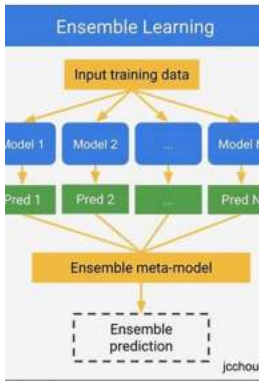 Ensemble Learning
Input training data
Model 1 Model 2 ... Model
Pred 1 Pred 2 ... Pred N
Ensemble meta-model
Ensemble
prediction
jcchou